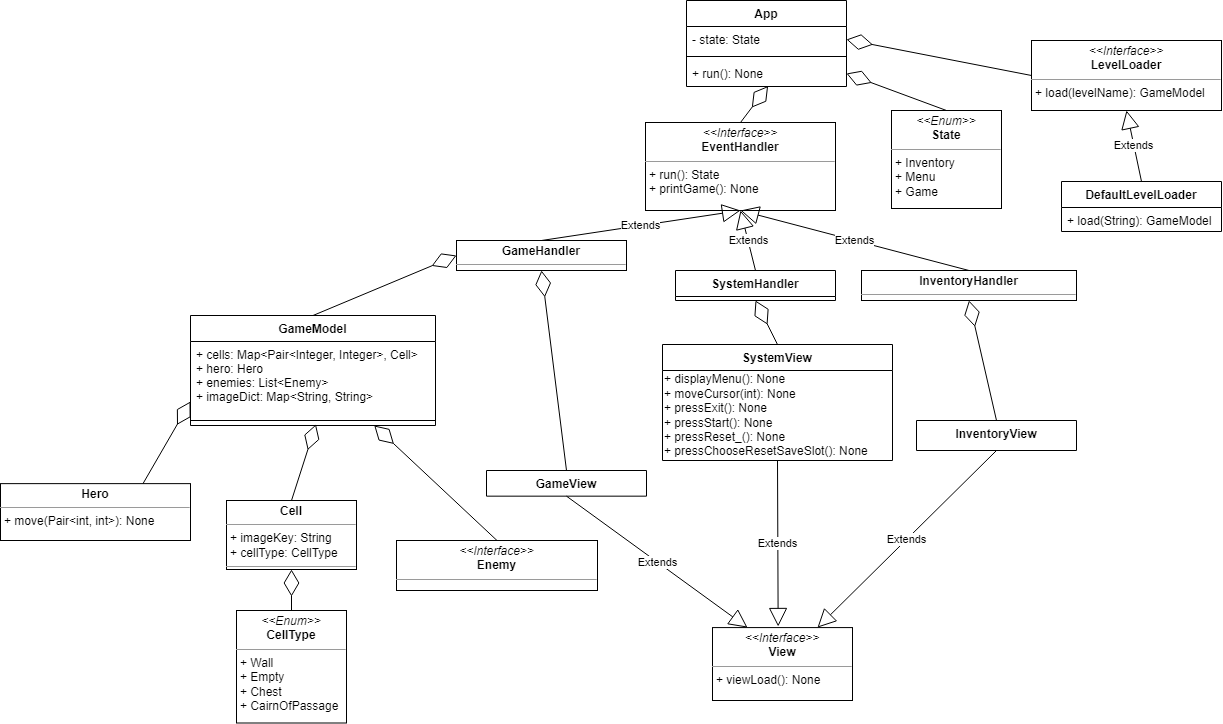 App
- state: State
+ run(): None
<<Interface>>
LevelLoader
+ load(levelName): GameModel
<<Enum>>
State
+ Inventory
+ Menu
+ Game
<<Interface>>
EventHandler
+ run(): State
+ printGame(): None
Extends
DefaultLevelLoader
+ load(String): GameModel
Extends
Extends
Extends
GameHandler
SystemHandler
InventoryHandler
GameModel
+ cells: Map<Pair<Integer, Integer>, Cell>
+ hero: Hero
+ enemies: List<Enemy>
+ imageDict: Map<String, String>
SystemView
+ displayMenu(): None
+ moveCursor(int): None
+ pressExit(): None
+ pressStart(): None
+ pressReset_(): None
+ pressChooseResetSaveSlot(): None
InventoryView
GameView
Hero
+ move(Pair<int, int>): None
Cell
+ imageKey: String
+ cellType: CellType
<<Interface>>
Enemy
Extends
Extends
Extends
<<Enum>>
CellType
+ Wall
+ Empty
+ Chest
+ CairnOfPassage
<<Interface>>
View
+ viewLoad(): None